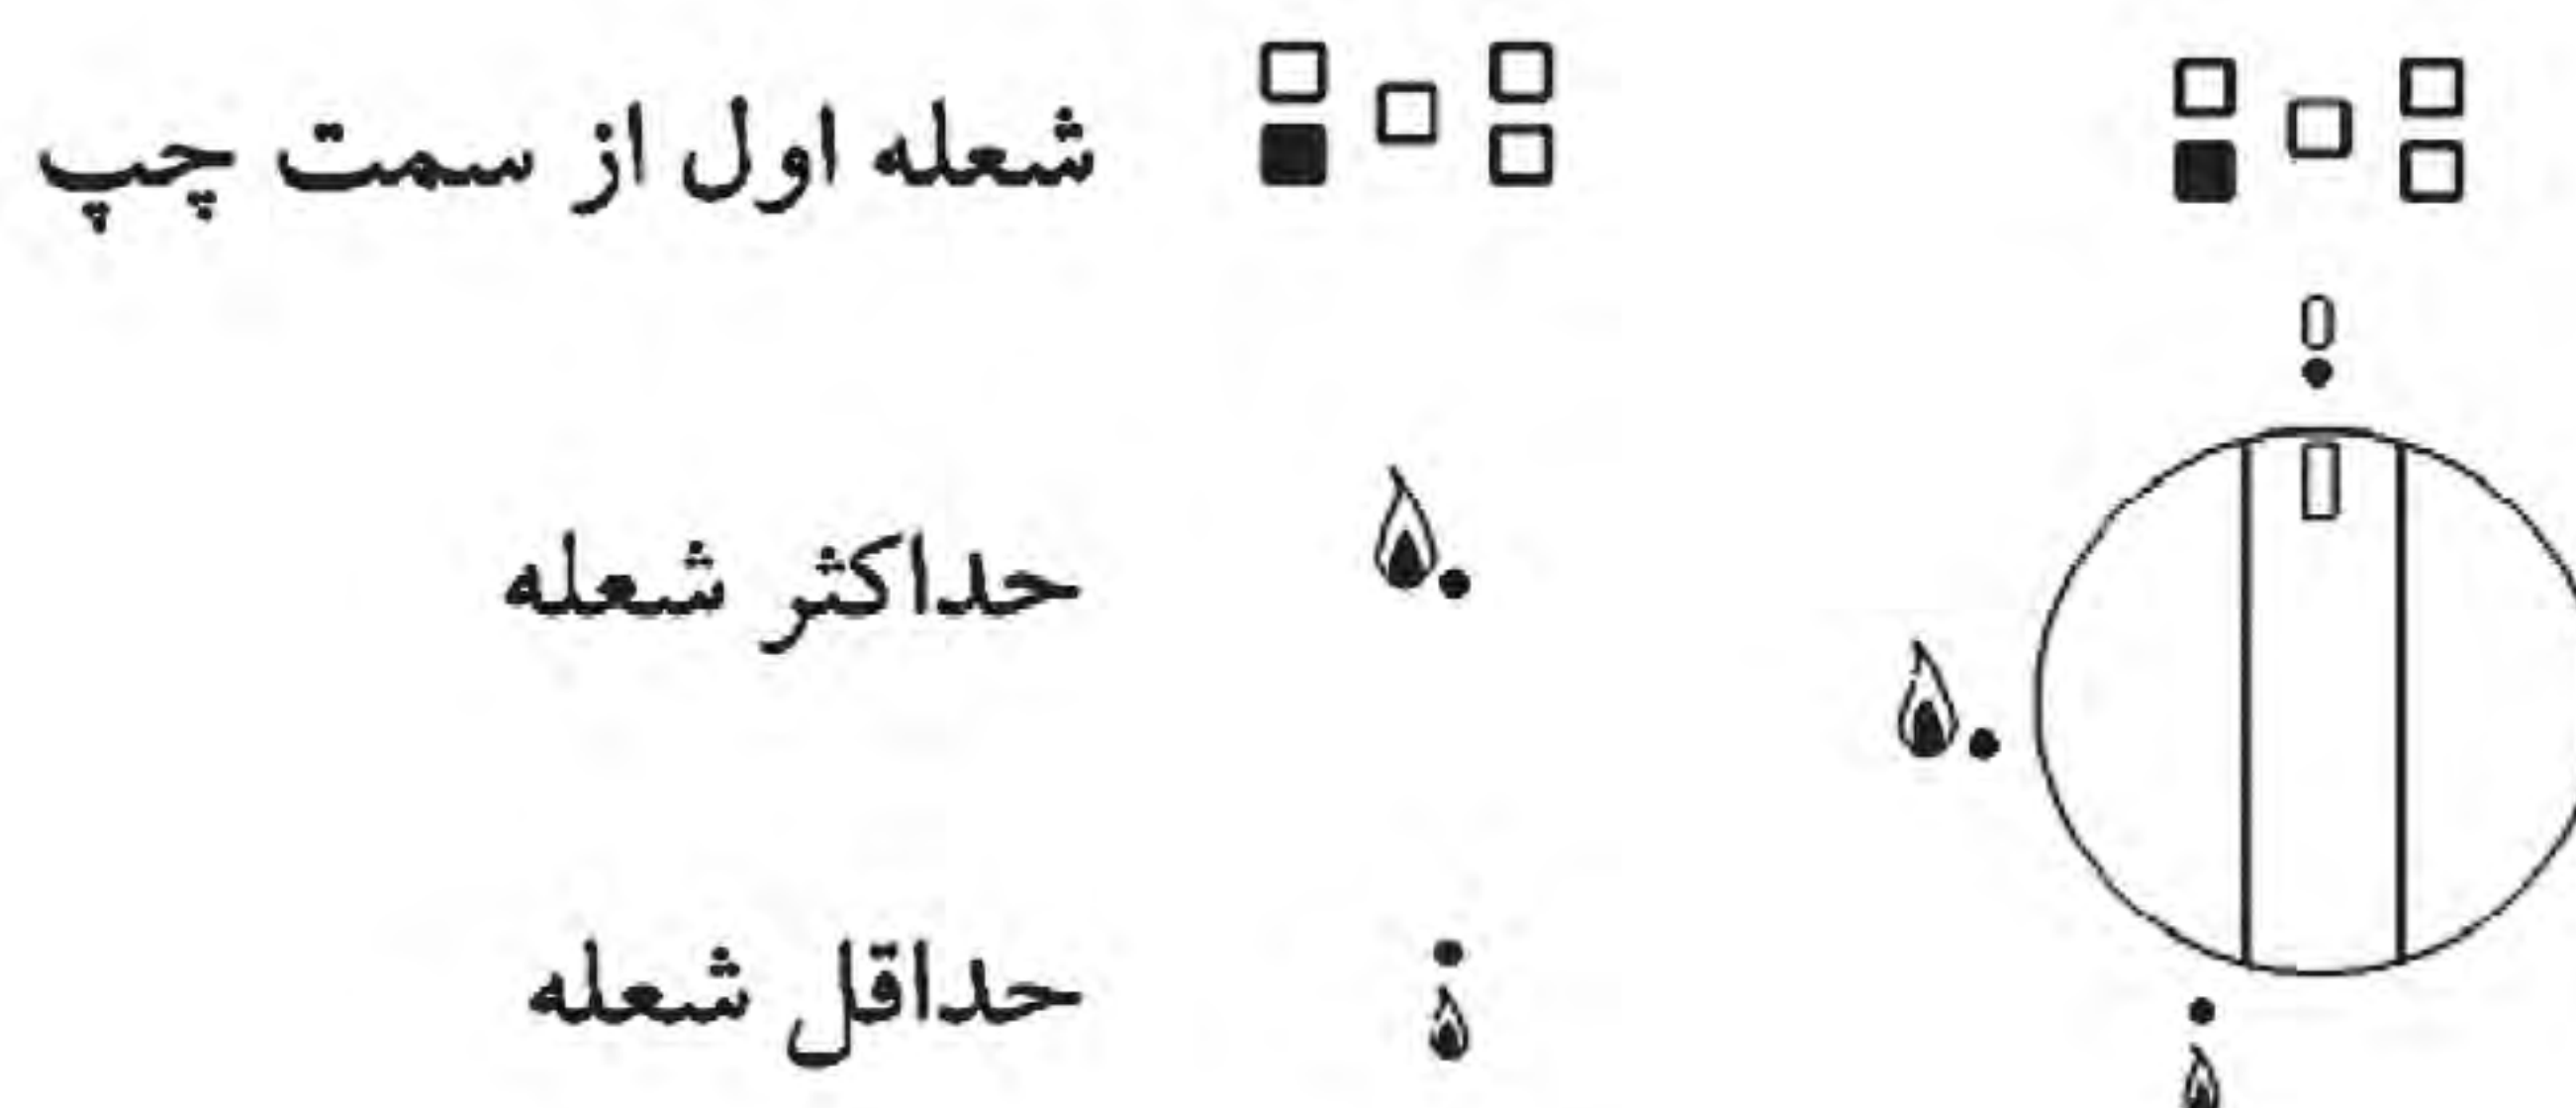 شعله اول از سمت چپ
حداکثر شعله
حداقل شعله